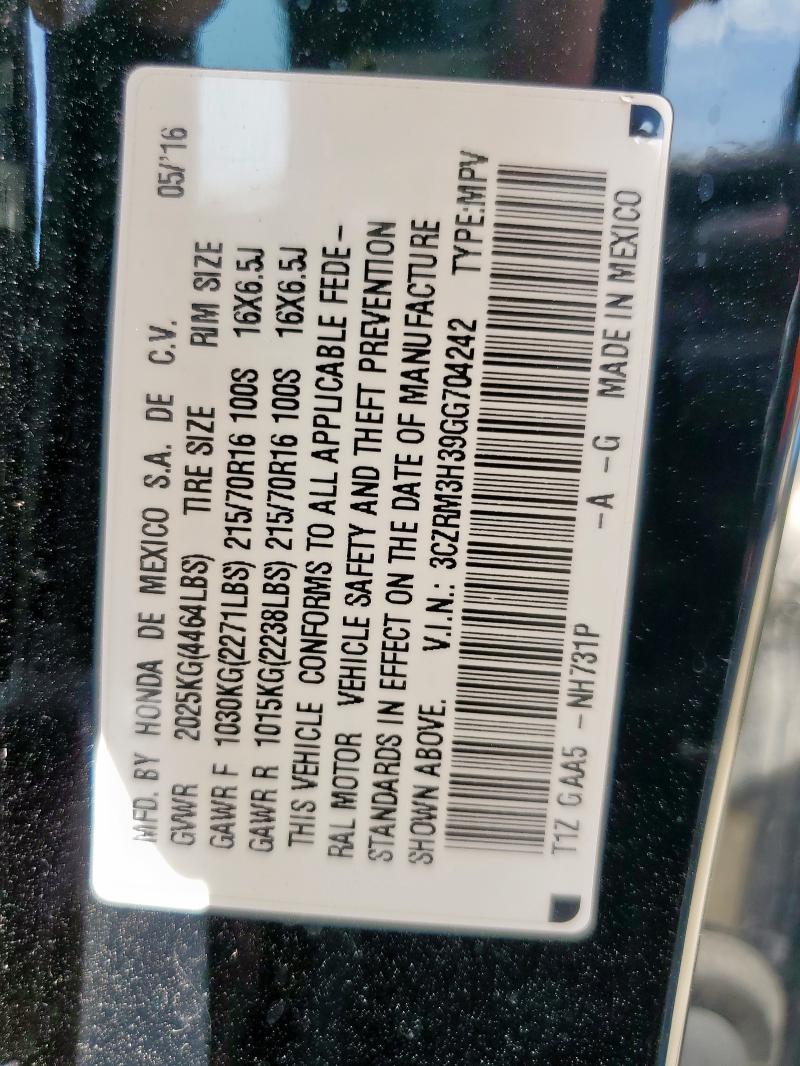 MFD. BY HONDA DE MEXICO S.A. DE C.V. 05/'16
GVWR 2025KG(4464LBS) TIRE SIZE RIM SIZE
GAWR F 1030KG(2271LBS) 215/70R16 100S 16X6.5J
GAWR R 1015KG(2238LBS) 215/70R16 100S 16X6.5J
THIS VEHICLE CONFORMS TO ALL APPLICABLE FEDE-
RAL MOTOR VEHICLE SAFETY AND THEFT PREVENTION
STANDARDS IN EFFECT ON THE DATE OF MANUFACTURE
SHOWN ABOVE. V.I.N.: 3CZRM3H39GG704242 TYPE:MPV
T1Z GAA5 -NH731P -A -G MADE IN MEXICO